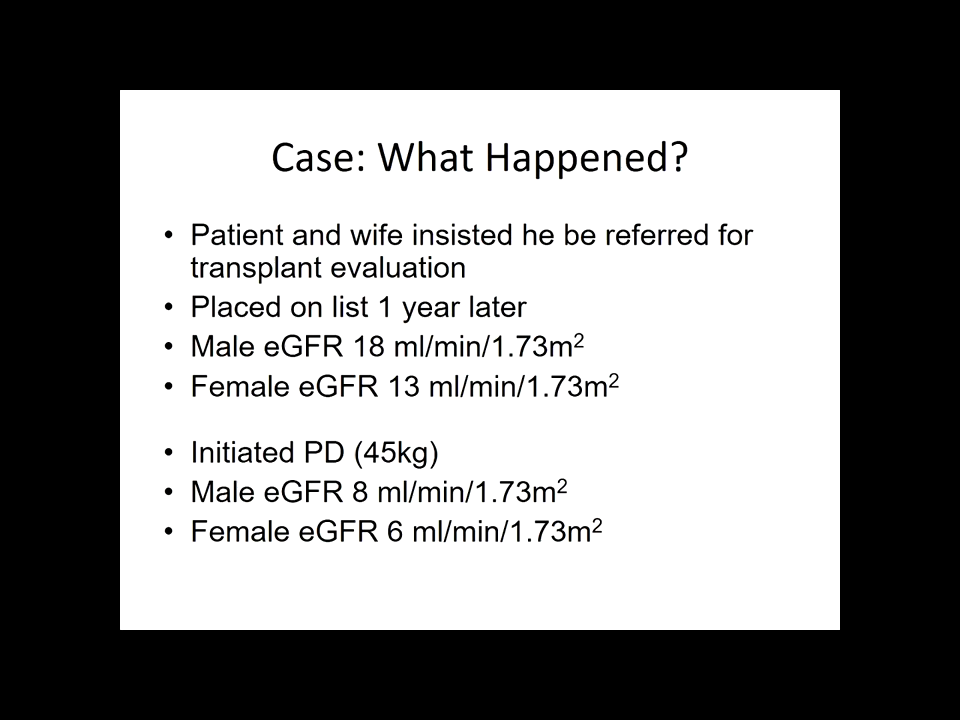 Case: What Happened?
• Patient and wife insisted he be referred for
transplant evaluation
• Placed on list 1 year later
• Male eGFR 18 ml/min/1.73m²
• Female eGFR 13 ml/min/1.73m²
• Initiated PD (45kg)
• Male eGFR 8 ml/min/1.73m²
• Female eGFR 6 ml/min/1.73m²